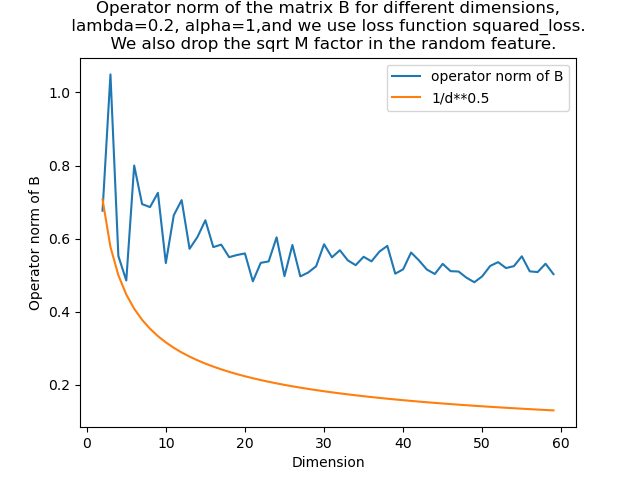 Operator norm of the matrix B for different dimensions,
lambda=0.2, alpha=1,and we use loss function squared_loss.
We also drop the sqrt M factor in the random feature.
operator norm of B
1/d**0.5
1.0
0.8
0.6
0.4
0.2
Operator norm of B
0 10 20 30 40 50 60
Dimension